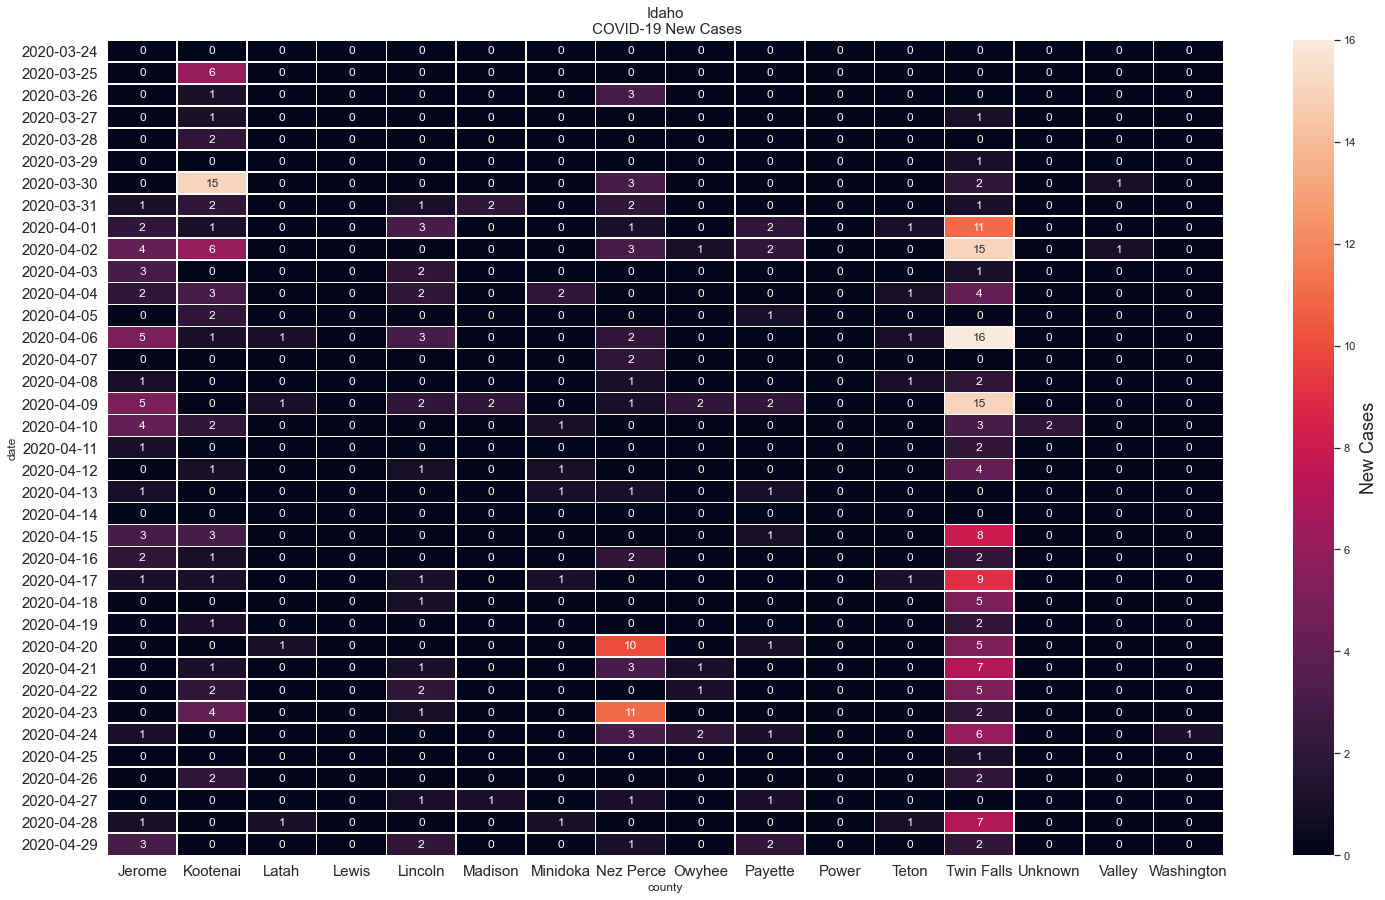 Idaho
COVID-19 New Cases
2020-03-24 0 0 0 0 0 0 0 0 0 0 0 0 0 0 0 0
2020-03-25 0 6 0 0 0 0 0 0 0 0 0 0 0 0 0 0
2020-03-26 0 1 0 0 0 0 0 3 0 0 0 0 0 0 0 0
2020-03-27 0 1 0 0 0 0 0 0 0 0 0 0 1 0 0 0
2020-03-28 0 2 0 0 0 0 0 0 0 0 0 0 0 0 0 0
2020-03-29 0 0 0 0 0 0 0 0 0 0 0 0 1 0 0 0
2020-03-30 0 15 0 0 0 0 0 3 0 0 0 0 2 0 1 0
2020-03-31 1 2 0 0 1 2 0 2 0 0 0 0 1 0 0 0
2020-04-01 2 1 0 0 3 0 0 1 0 2 0 1 11 0 0 0
2020-04-02 4 6 0 0 0 0 0 3 1 2 0 0 15 0 1 0
2020-04-03 3 0 0 0 2 0 0 0 0 0 0 0 1 0 0 0
2020-04-04 2 3 0 0 2 0 2 0 0 0 0 1 4 0 0 0
2020-04-05 0 2 0 0 0 0 0 0 0 1 0 0 0 0 0 0
2020-04-06 5 1 1 0 3 0 0 2 0 0 0 1 16 0 0 0
2020-04-07 0 0 0 0 0 0 0 2 0 0 0 0 0 0 0 0
2020-04-08 1 0 0 0 0 0 0 1 0 0 0 1 2 0 0 0
2020-04-09 5 0 1 0 2 2 0 1 2 2 0 0 15 0 0 0
2020-04-10 4 2 0 0 0 0 1 0 0 0 0 0 3 2 0 0
2020-04-11 1 0 0 0 0 0 0 0 0 0 0 0 2 0 0 0
2020-04-12 0 1 0 0 1 0 1 0 0 0 0 0 4 0 0 0
2020-04-13 1 0 0 0 0 0 1 1 0 1 0 0 0 0 0 0
2020-04-14 0 0 0 0 0 0 0 0 0 0 0 0 0 0 0 0
2020-04-15 3 3 0 0 0 0 0 0 0 1 0 0 8 0 0 0
2020-04-16 2 1 0 0 0 0 0 2 0 0 0 0 2 0 0 0
2020-04-17 1 1 0 0 1 0 1 0 0 0 0 1 9 0 0 0
2020-04-18 0 0 0 0 1 0 0 0 0 0 0 0 5 0 0 0
2020-04-19 0 1 0 0 0 0 0 0 0 0 0 0 2 0 0 0
2020-04-20 0 0 1 0 0 0 0 10 0 1 0 0 5 0 0 0
2020-04-21 0 1 0 0 1 0 0 3 1 0 0 0 7 0 0 0
2020-04-22 0 2 0 0 2 0 0 0 1 0 0 0 5 0 0 0
2020-04-23 0 4 0 0 1 0 0 11 0 0 0 0 2 0 0 0
2020-04-24 1 0 0 0 0 0 0 3 2 1 0 0 6 0 0 1
2020-04-25 0 0 0 0 0 0 0 0 0 0 0 0 1 0 0 0
2020-04-26 0 2 0 0 0 0 0 0 0 0 0 0 2 0 0 0
2020-04-27 0 0 0 0 1 1 0 1 0 1 0 0 0 0 0 0
2020-04-28 1 0 1 0 0 0 1 0 0 0 0 1 7 0 0 0
2020-04-29 3 0 0 0 2 0 0 1 0 2 0 0 2 0 0 0
Jerome Kootenai Latah Lewis Lincoln Madison Minidoka Nez Perce Owyhee Payette Power Teton Twin Falls Unknown Valley Washington
county
date
16
14
12
10
8
6
4
2
0
New Cases